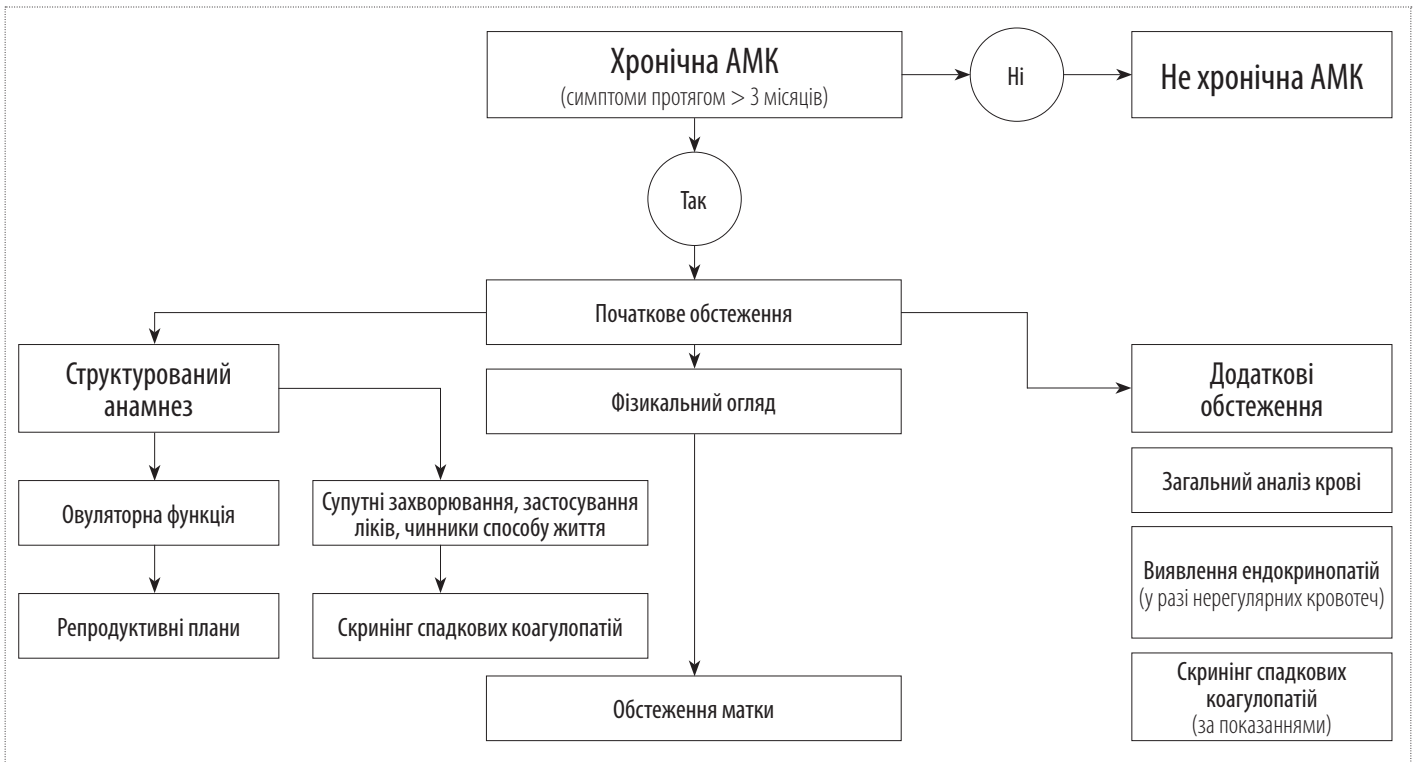 Хронічна АМК
(симптоми протягом > 3 місяців)
Ні
Не хронічна АМК
Так
Початкове обстеження
Структурований
анамнез
Фізикальний огляд
Додаткові
обстеження
Овуляторна функція
Супутні захворювання, застосування
ліків, чинники способу життя
Загальний аналіз крові
Репродуктивні плани
Скринінг спадкових коагулопатій
Виявлення ендокринопатій
(у разі нерегулярних кровотеч)
Обстеження матки
Скринінг спадкових
коагулопатій
(за показаннями)